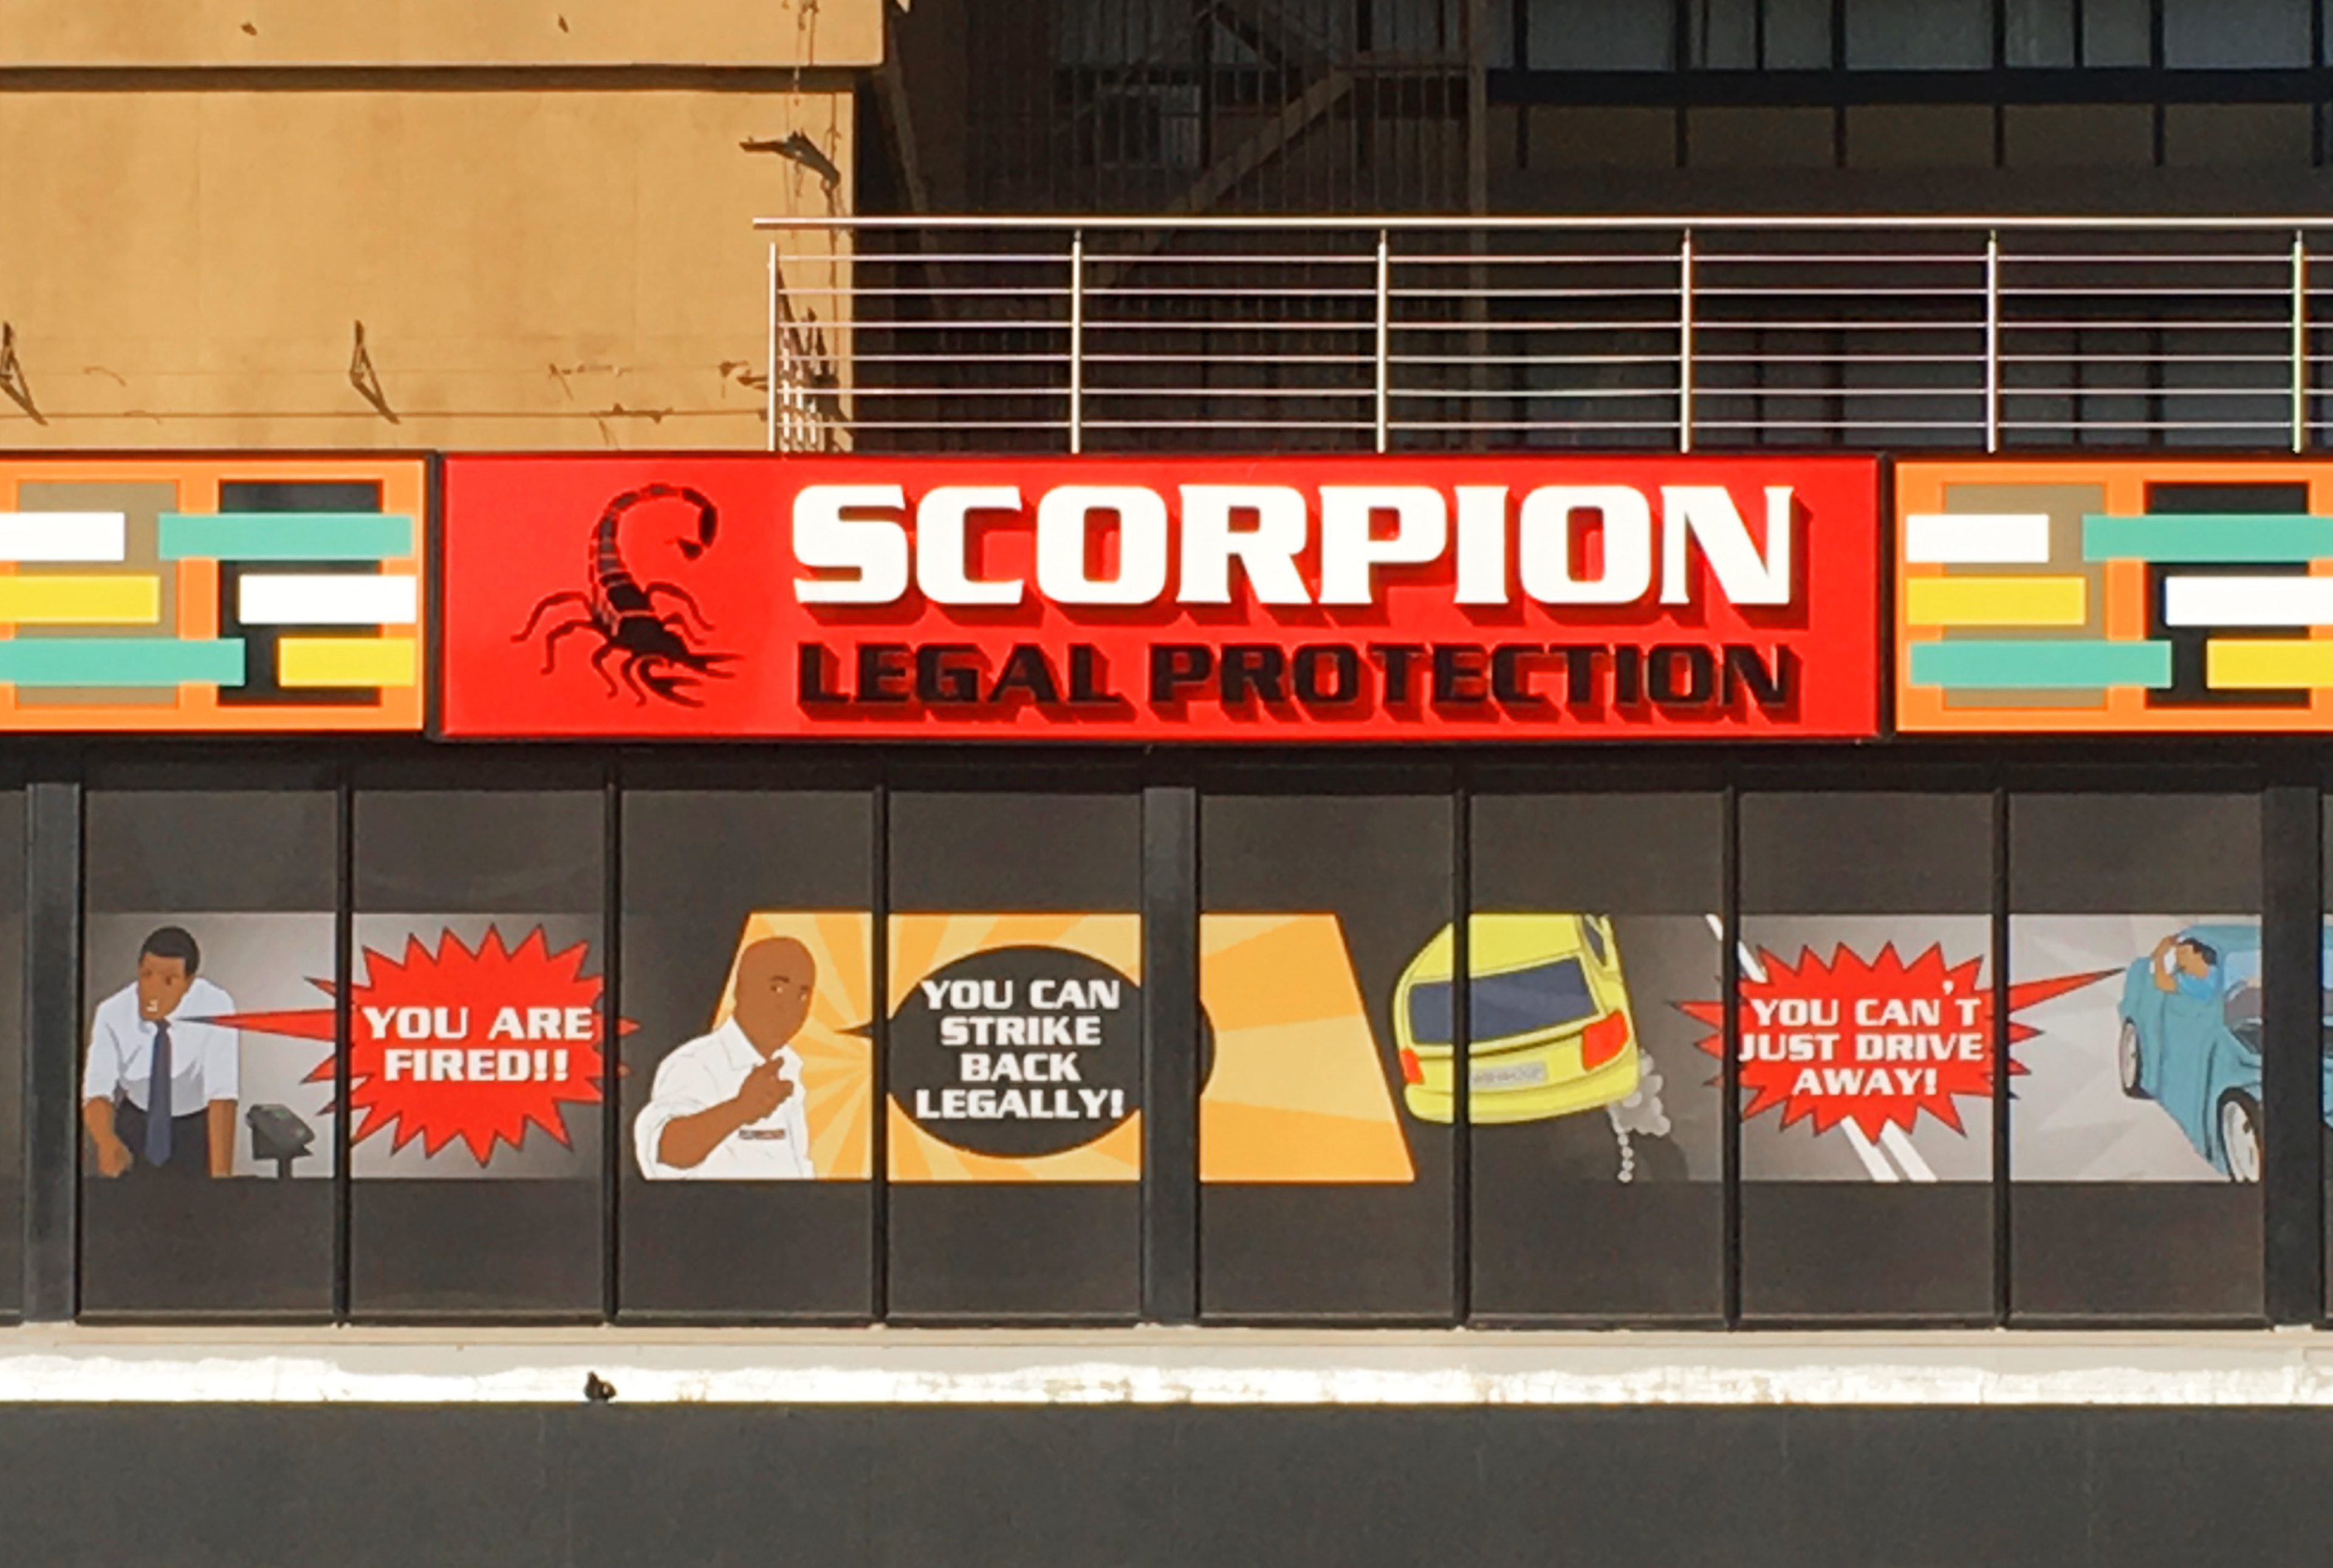 SCORPION
LEGAL PROTECTION
YOU ARE
FIRED!!
YOU CAN
STRIKE
BACK
LEGALLY!
YOU CAN'T
JUST DRIVE
AWAY!